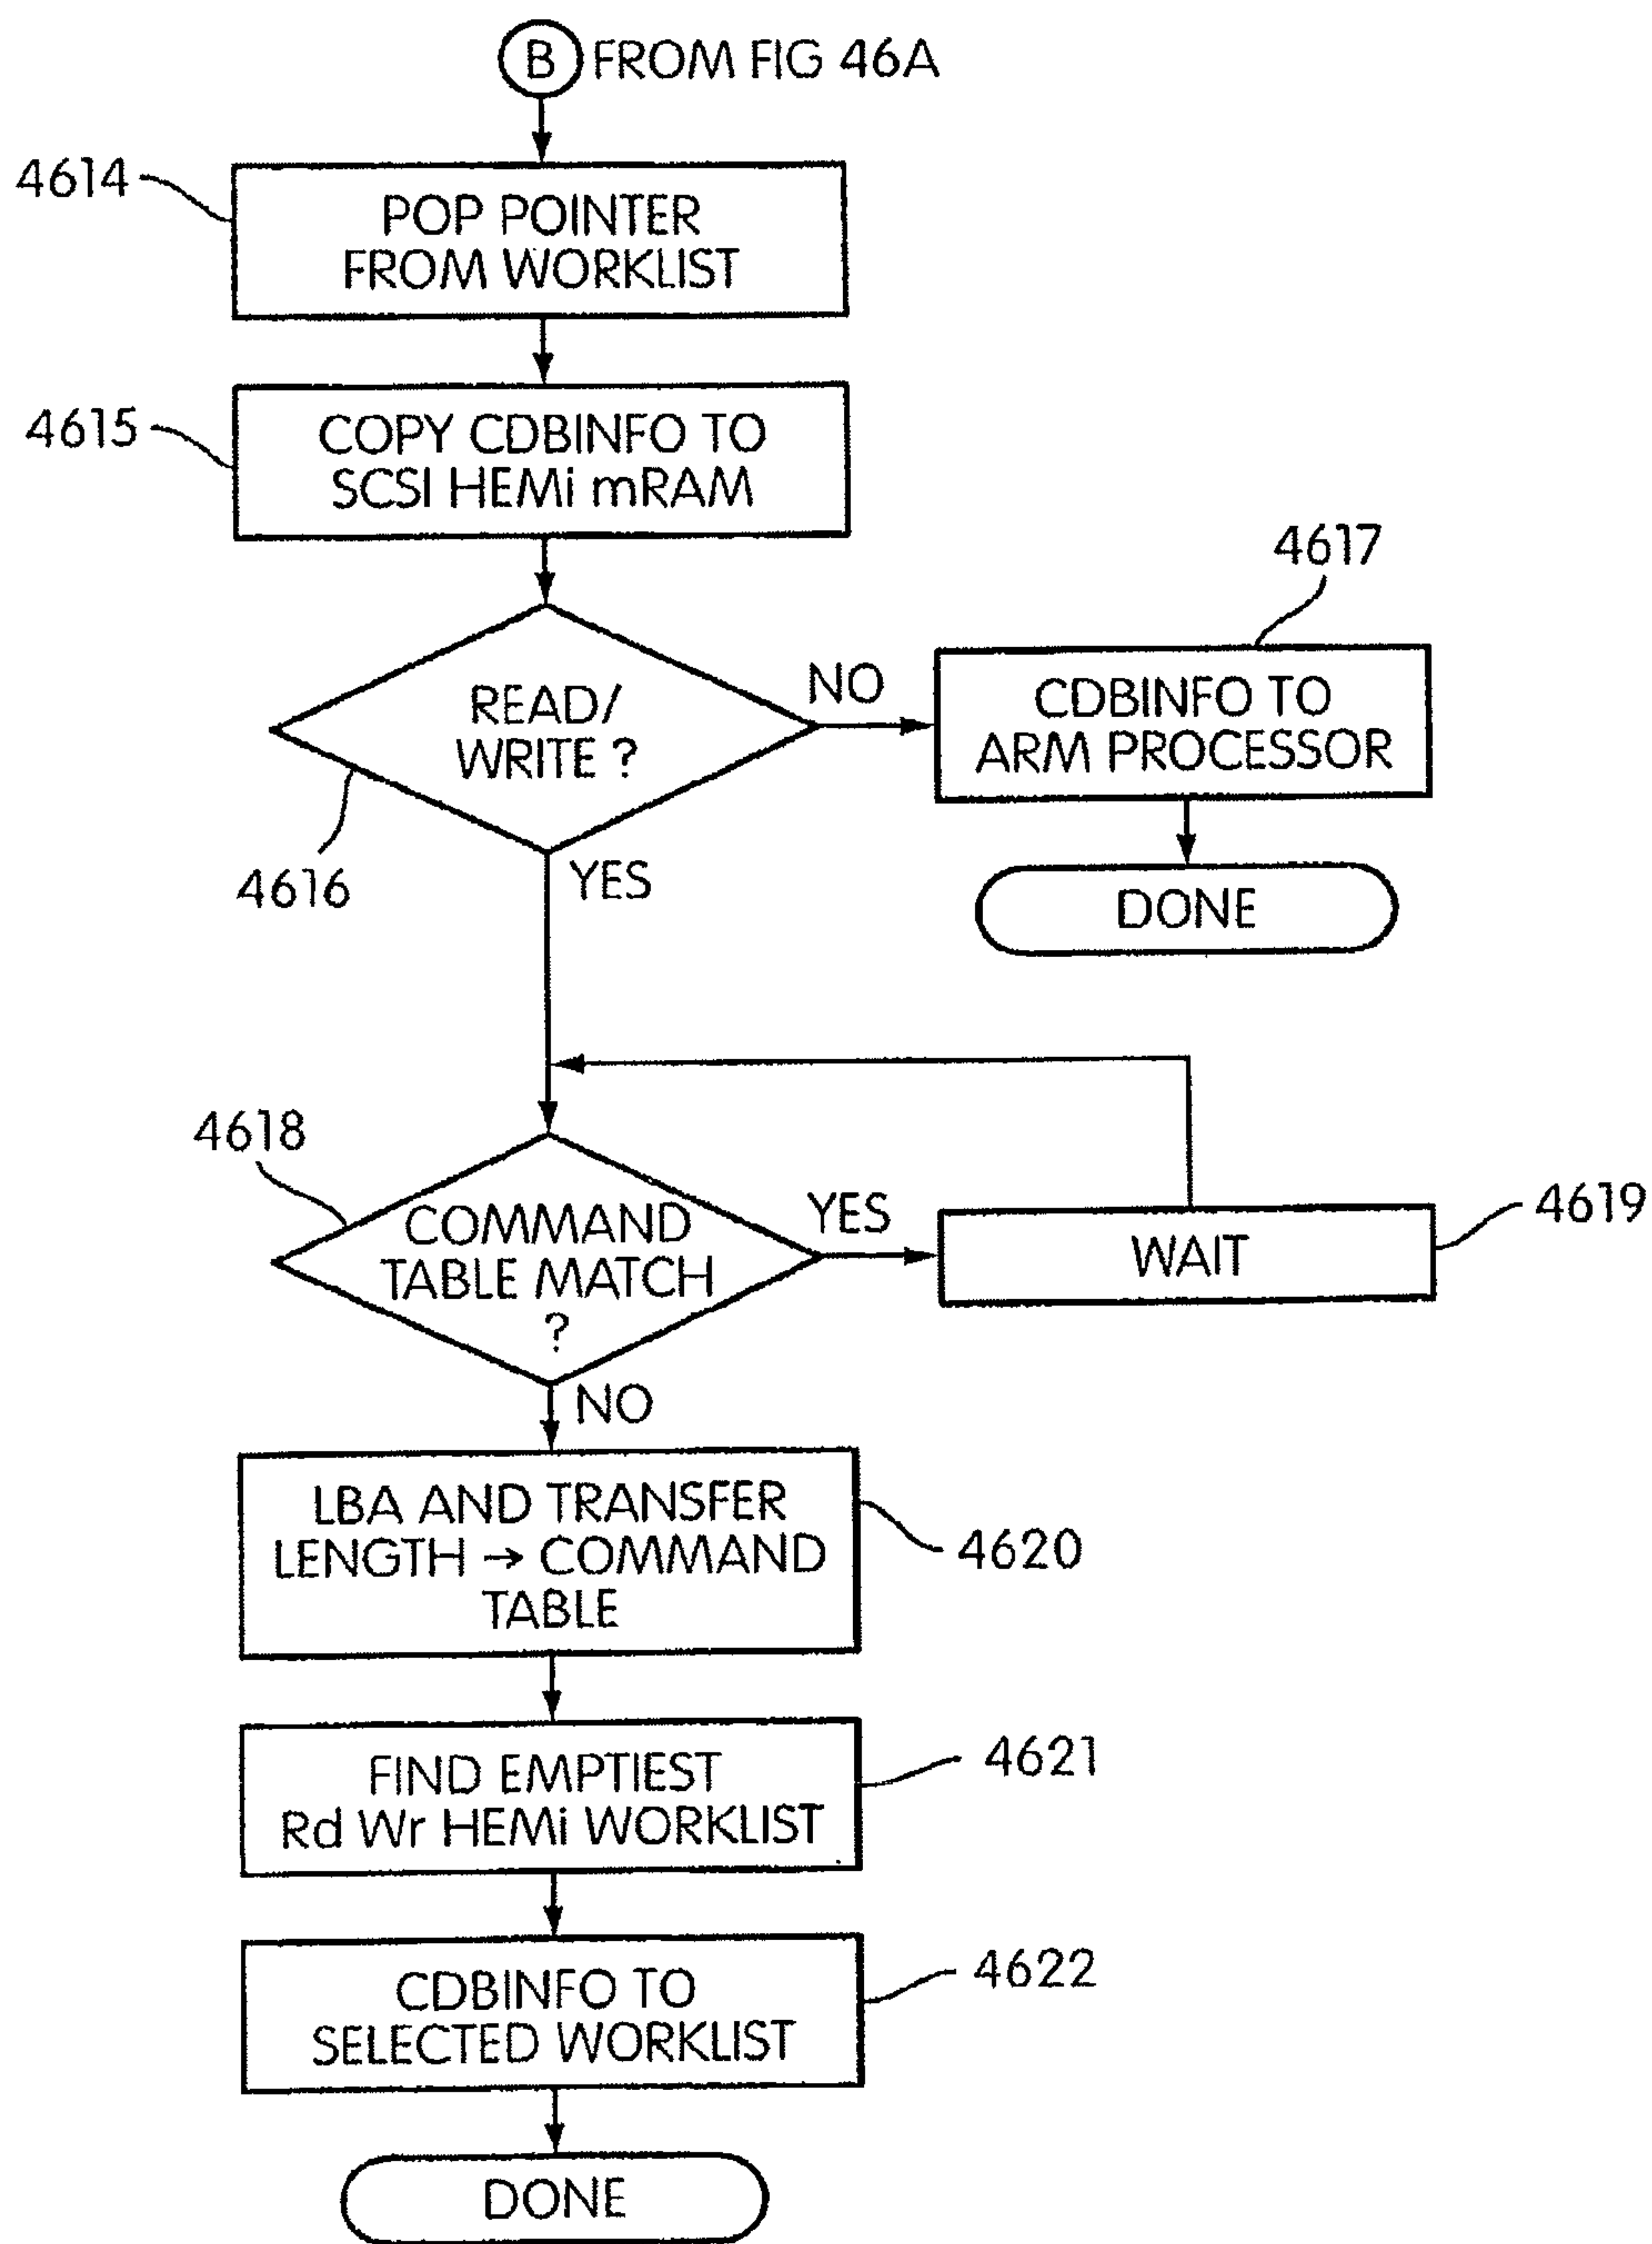 B FROM FIG 46A
4614
POP POINTER
FROM WORKLIST
4615
COPY CDBINFO TO
SCSI HEMi mRAM
4617
READ/
WRITE ?
NO
CDBINFO TO
ARM PROCESSOR
4616
YES
DONE
4618
COMMAND
TABLE MATCH
?
YES
WAIT
4619
NO
LBA AND TRANSFER
LENGTH → COMMAND
TABLE
4620
FIND EMPTIEST
Rd Wr HEMi WORKLIST
4621
CDBINFO TO
SELECTED WORKLIST
4622
DONE